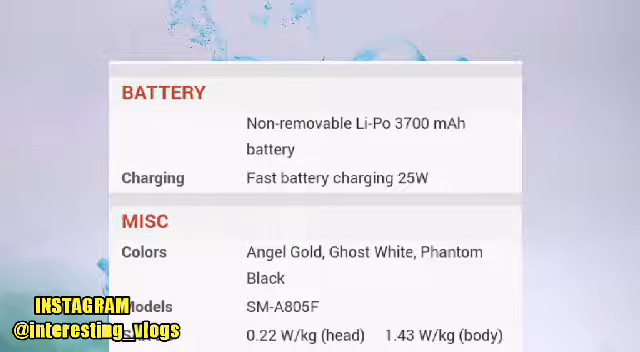 BATTERY
Non-removable Li-Po 3700 mAh
battery
Charging Fast battery charging 25W
MISC
Colors Angel Gold, Ghost White, Phantom
Black
Models SM-A805F
0.22 W/kg (head) 1.43 W/kg (body)
INSTAGRAM
@interesting_vlogs